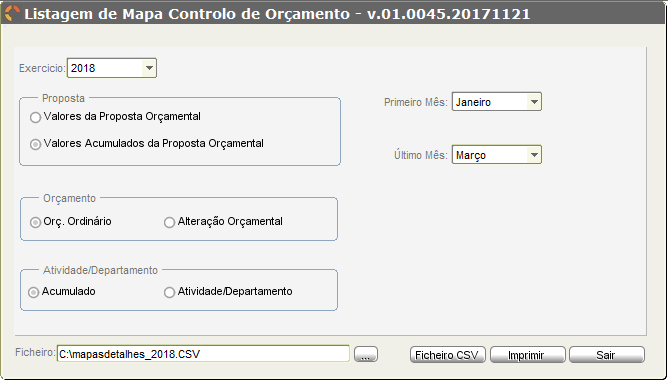 Listagem de Mapa Controlo de Orçamento - v.01.0045.20171121
Exercicio: 2018
Proposta
Valores da Proposta Orçamental
Valores Acumulados da Proposta Orçamental
Primeiro Mês: Janeiro
Último Mês: Março
Orçamento
Orç. Ordinário Alteração Orçamental
Atividade/Departamento
Acumulado Atividade/Departamento
Ficheiro: C:\mapasdetalhes_2018.CSV ... Ficheiro CSV Imprimir Sair